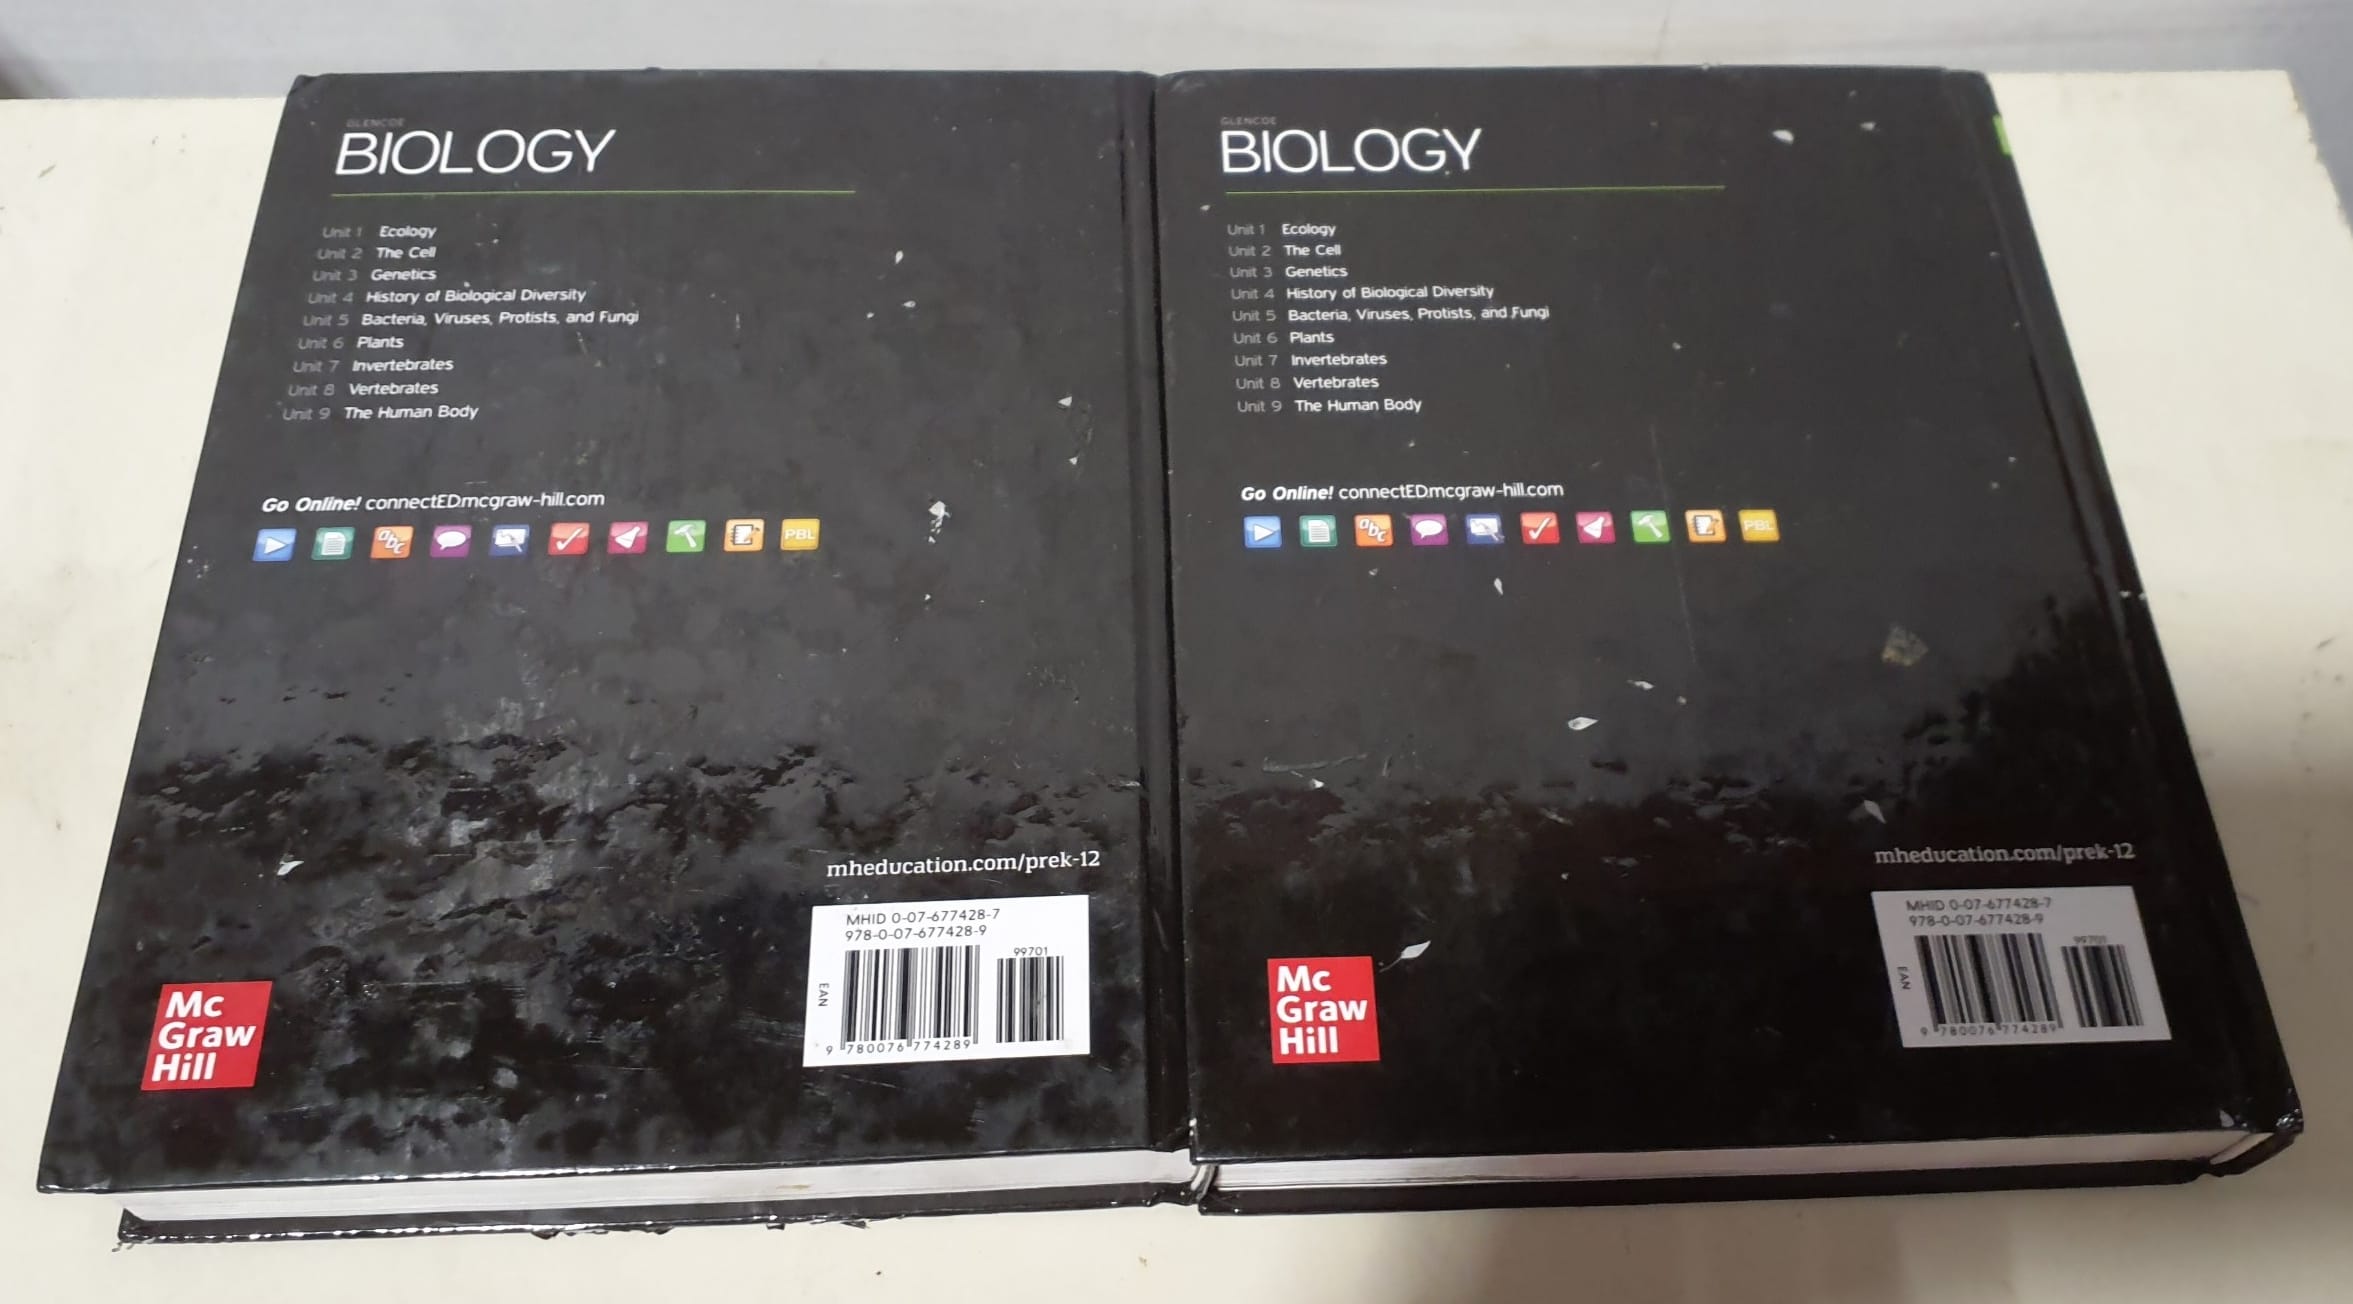 GLENCOE
BIOLOGY
Unit 1 Ecology
Unit 2 The Cell
Unit 3 Genetics
Unit 4 History of Biological Diversity
Unit 5 Bacteria, Viruses, Protists, and Fungi
Unit 6 Plants
Unit 7 Invertebrates
Unit 8 Vertebrates
Unit 9 The Human Body
Go Online! connectED.mcgraw-hill.com
abc
PBL
mheducation.com/prek-12
MHID 0-07-677428-7
978-0-07-677428-9
99701
EAN
9 780076 774289
Mc
Graw
Hill
GLENCOE
BIOLOGY
Unit 1 Ecology
Unit 2 The Cell
Unit 3 Genetics
Unit 4 History of Biological Diversity
Unit 5 Bacteria, Viruses, Protists, and Fungi
Unit 6 Plants
Unit 7 Invertebrates
Unit 8 Vertebrates
Unit 9 The Human Body
Go Online! connectED.mcgraw-hill.com
abc
PBL
mheducation.com/prek-12
MHID 0-07-677428-7
978-0-07-677428-9
99701
EAN
9 780076 774289
Mc
Graw
Hill